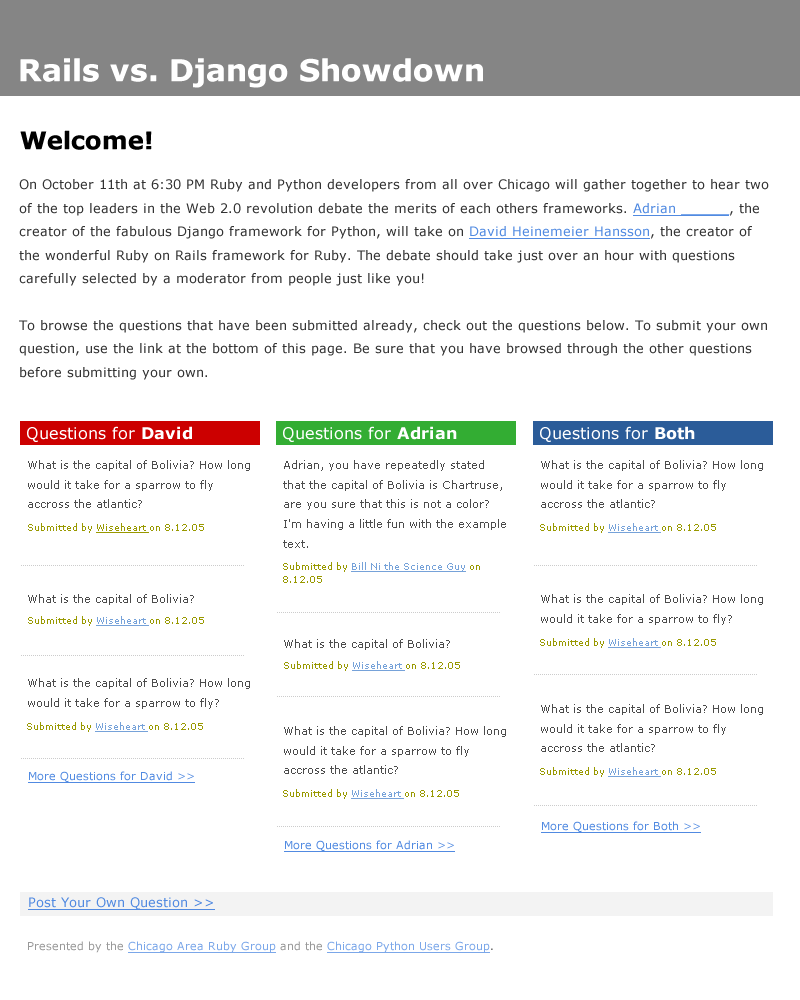 Rails vs. Django Showdown
Welcome!
On October 11th at 6:30 PM Ruby and Python developers from all over Chicago will gather together to hear two
of the top leaders in the Web 2.0 revolution debate the merits of each others frameworks. Adrian ______, the
creator of the fabulous Django framework for Python, will take on David Heinemeier Hansson, the creator of
the wonderful Ruby on Rails framework for Ruby. The debate should take just over an hour with questions
carefully selected by a moderator from people just like you!
To browse the questions that have been submitted already, check out the questions below. To submit your own
question, use the link at the bottom of this page. Be sure that you have browsed through the other questions
before submitting your own.
Questions for David
What is the capital of Bolivia? How long
would it take for a sparrow to fly
accross the atlantic?
Submitted by Wiseheart on 8.12.05
What is the capital of Bolivia?
Submitted by Wiseheart on 8.12.05
What is the capital of Bolivia? How long
would it take for a sparrow to fly?
Submitted by Wiseheart on 8.12.05
More Questions for David >>
Questions for Adrian
Adrian, you have repeatedly stated
that the capital of Bolivia is Chartruse,
are you sure that this is not a color?
I'm having a little fun with the example
text.
Submitted by Bill Ni the Science Guy on
8.12.05
What is the capital of Bolivia?
Submitted by Wiseheart on 8.12.05
What is the capital of Bolivia? How long
would it take for a sparrow to fly
accross the atlantic?
Submitted by Wiseheart on 8.12.05
More Questions for Adrian >>
Questions for Both
What is the capital of Bolivia? How long
would it take for a sparrow to fly
accross the atlantic?
Submitted by Wiseheart on 8.12.05
What is the capital of Bolivia? How long
would it take for a sparrow to fly?
Submitted by Wiseheart on 8.12.05
What is the capital of Bolivia? How long
would it take for a sparrow to fly
accross the atlantic?
Submitted by Wiseheart on 8.12.05
More Questions for Both >>
Post Your Own Question >>
Presented by the Chicago Area Ruby Group and the Chicago Python Users Group.